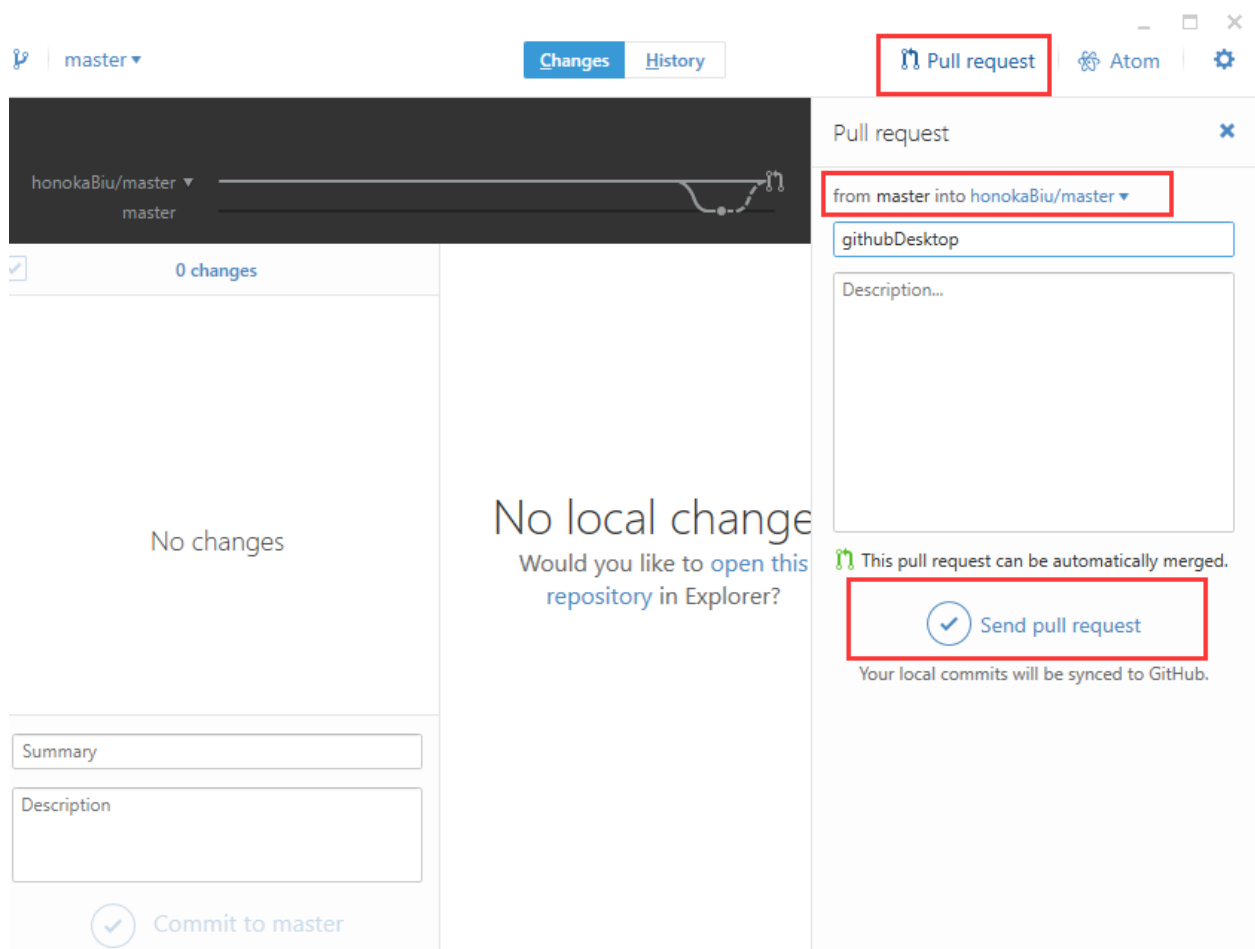 master
Changes
History
Pull request
Atom
honokaBiu/master
master
0 changes
No changes
Summary
Description
Commit to master
No local change
Would you like to open this
repository in Explorer?
Pull request
from master into honokaBiu/master
githubDesktop
Description...
This pull request can be automatically merged.
Send pull request
Your local commits will be synced to GitHub.